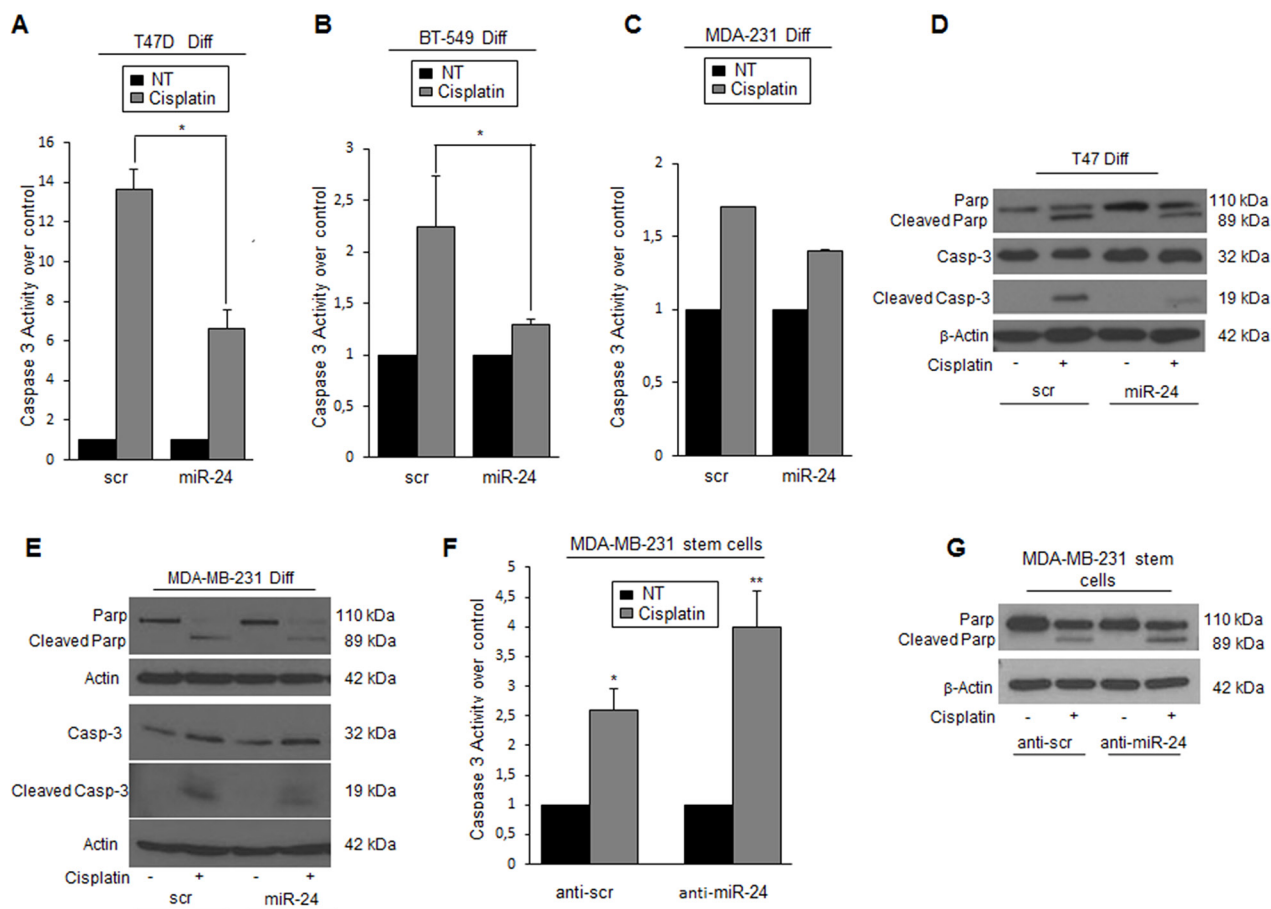 A
T47D Diff
NT
Cisplatin
*
Caspase 3 Activity over control
16
14
12
10
8
6
4
2
0
scr
miR-24
B
BT-549 Diff
NT
Cisplatin
*
Caspase 3 Activity over control
3
2,5
2
1,5
1
0,5
0
scr
miR-24
C
MDA-231 Diff
NT
Cisplatin
Caspase 3 Activity over control
2
1,5
1
0,5
0
scr
miR-24
D
T47 Diff
Parp 110 kDa
Cleaved Parp 89 kDa
Casp-3 32 kDa
Cleaved Casp-3 19 kDa
β-Actin 42 kDa
Cisplatin - + - +
scr miR-24
E
MDA-MB-231 Diff
Parp 110 kDa
Cleaved Parp 89 kDa
Actin 42 kDa
Casp-3 32 kDa
Cleaved Casp-3 19 kDa
Actin 42 kDa
Cisplatin - + - +
scr miR-24
F
MDA-MB-231 stem cells
NT
Cisplatin
*
**
Caspase 3 Activity over control
5
4,5
4
3,5
3
2,5
2
1,5
1
0,5
0
anti-scr
anti-miR-24
G
MDA-MB-231 stem
cells
Parp 110 kDa
Cleaved Parp 89 kDa
β-Actin 42 kDa
Cisplatin - + - +
anti-scr anti-miR-24